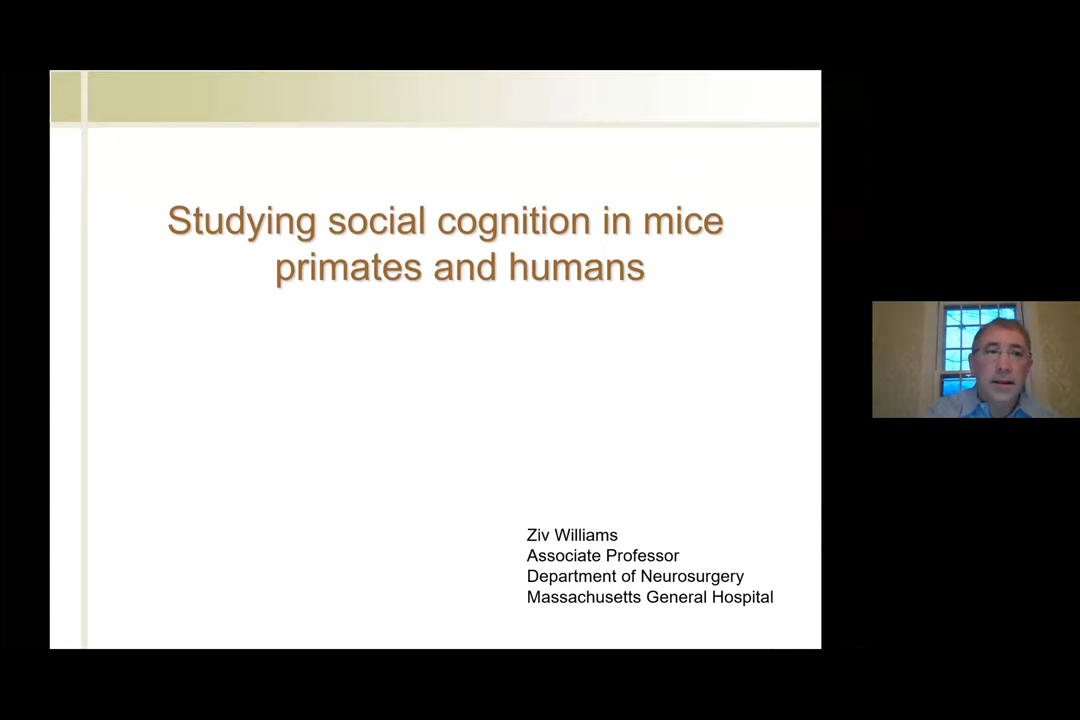 Studying social cognition in mice
primates and humans
Ziv Williams
Associate Professor
Department of Neurosurgery
Massachusetts General Hospital